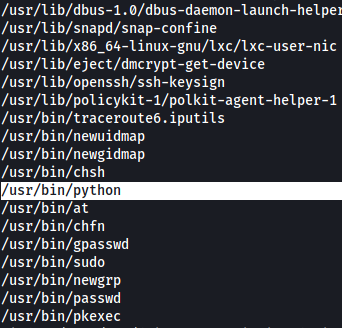 /usr/lib/dbus-1.0/dbus-daemon-launch-helper
/usr/lib/snapd/snap-confine
/usr/lib/x86_64-linux-gnu/lxc/lxc-user-nic
/usr/lib/eject/dmcrypt-get-device
/usr/lib/openssh/ssh-keysign
/usr/lib/policykit-1/polkit-agent-helper-1
/usr/bin/traceroute6.iputils
/usr/bin/newuidmap
/usr/bin/newgidmap
/usr/bin/chsh
/usr/bin/python
/usr/bin/at
/usr/bin/chfn
/usr/bin/gpasswd
/usr/bin/sudo
/usr/bin/newgrp
/usr/bin/passwd
/usr/bin/pkexec